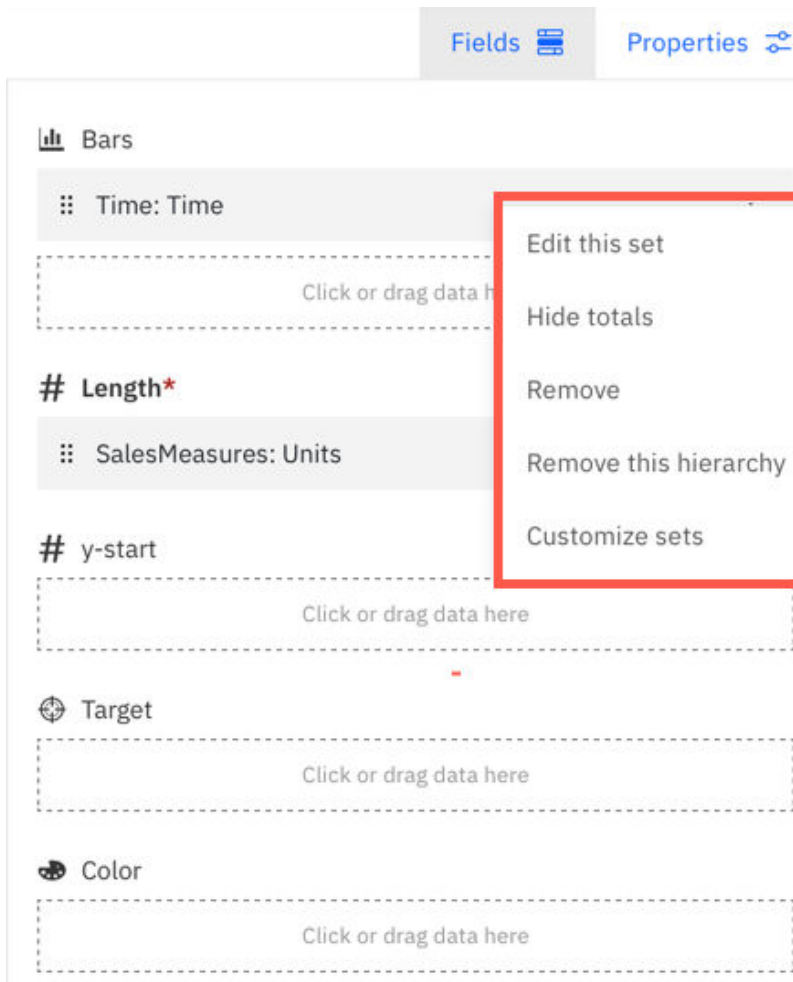 Fields
Properties
Bars
Time: Time
Click or drag data h
Edit this set
Hide totals
Remove
Remove this hierarchy
Customize sets
# Length*
SalesMeasures: Units
# y-start
Click or drag data here
Target
Click or drag data here
Color
Click or drag data here